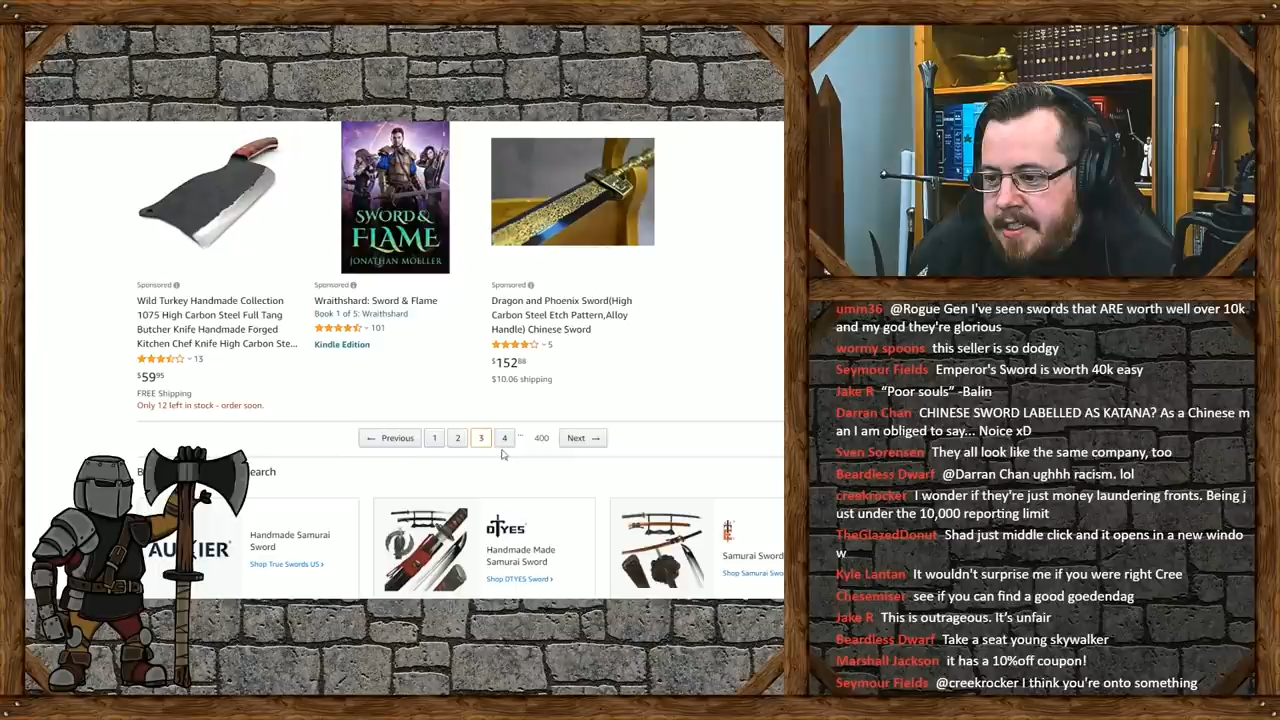 SWORD &
FLAME
JONATHAN MOELLER
Sponsored
Wild Turkey Handmade Collection
1075 High Carbon Steel Full Tang
Butcher Knife Handmade Forged
Kitchen Chef Knife High Carbon Ste...
13
$59.95
FREE Shipping
Only 12 left in stock - order soon.
Sponsored
Wraithshard: Sword & Flame
Book 1 of 5: Wraithshard
101
Kindle Edition
Sponsored
Dragon and Phoenix Sword(High
Carbon Steel Etch Pattern,Alloy
Handle) Chinese Sword
5
$152.88
$10.06 shipping
← Previous 1 2 3 4 ... 400 Next →
earch
Handmade Samurai
Sword
Shop True Swords US ›
DTYES
Handmade Made
Samurai Sword
Shop DTYES Sword ›
Samurai Sword
Shop Samurai Swo
umm36 @Rogue Gen I've seen swords that ARE worth well over 10k
and my god they're glorious
wormy spoons this seller is so dodgy
Seymour Fields Emperor's Sword is worth 40k easy
Jake R “Poor souls” -Balin
Darran Chan CHINESE SWORD LABELLED AS KATANA? As a Chinese m
an I am obliged to say... Noice xD
Sven Sorensen They all look like the same company, too
Beardless Dwarf @Darran Chan ughhh racism. lol
creekrocker I wonder if they're just money laundering fronts. Being j
ust under the 10,000 reporting limit
TheGlazedDonut Shad just middle click and it opens in a new windo
w
Kyle Lantan It wouldn't surprise me if you were right Cree
Chesemiser see if you can find a good goedendag
Jake R This is outrageous. It’s unfair
Beardless Dwarf Take a seat young skywalker
Marshall Jackson it has a 10%off coupon!
Seymour Fields @creekrocker I think you're onto something